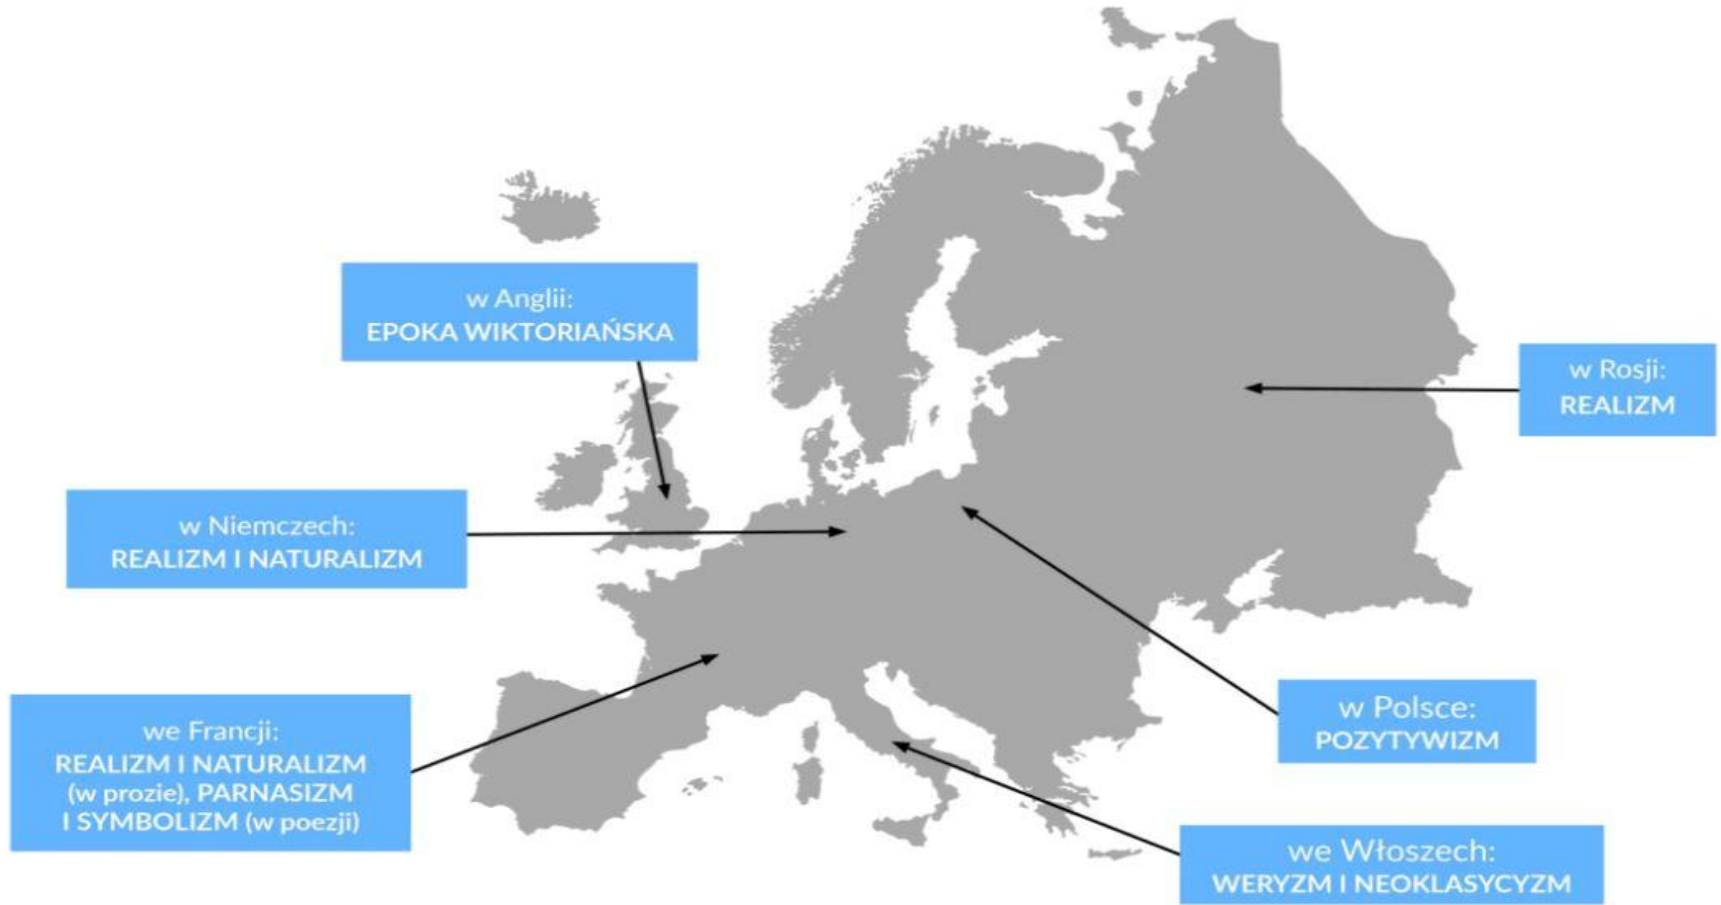 w Anglii:
EPOKA WIKTORIAŃSKA
w Rosji:
REALIZM
w Niemczech:
REALIZM I NATURALIZM
w Polsce:
POZYTYWIZM
we Francji:
REALIZM I NATURALIZM
(w prozie), PARNASIZM
I SYMBOLIZM (w poezji)
we Włoszech:
WERYZM I NEOKLASYCYZM